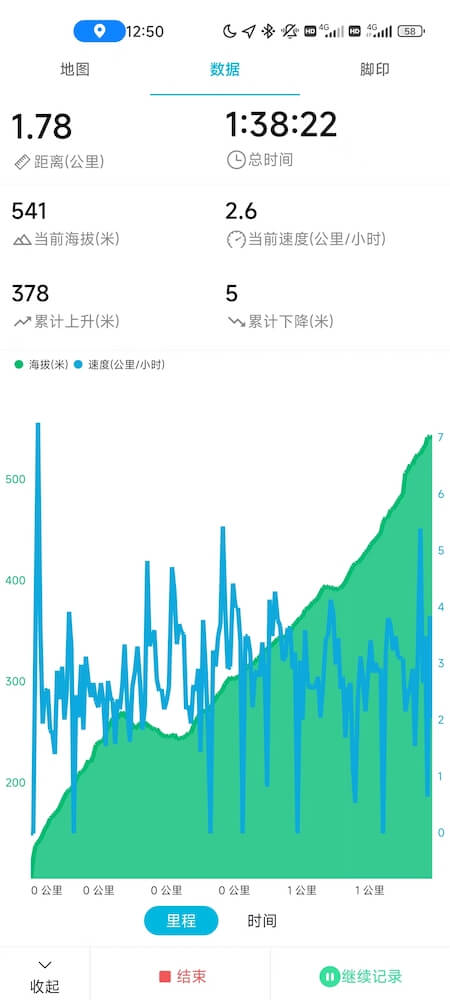 12:50
HD 4G HD 4G 58
地图 数据 脚印
1.78 1:38:22
距离(公里) 总时间
541 2.6
当前海拔(米) 当前速度(公里/小时)
378 5
累计上升(米) 累计下降(米)
海拔(米) 速度(公里/小时)
7
500
6
5
400
4
300
3
2
200
1
0
0 公里 0 公里 0 公里 0 公里 1 公里 1 公里
里程 时间
收起 结束 继续记录